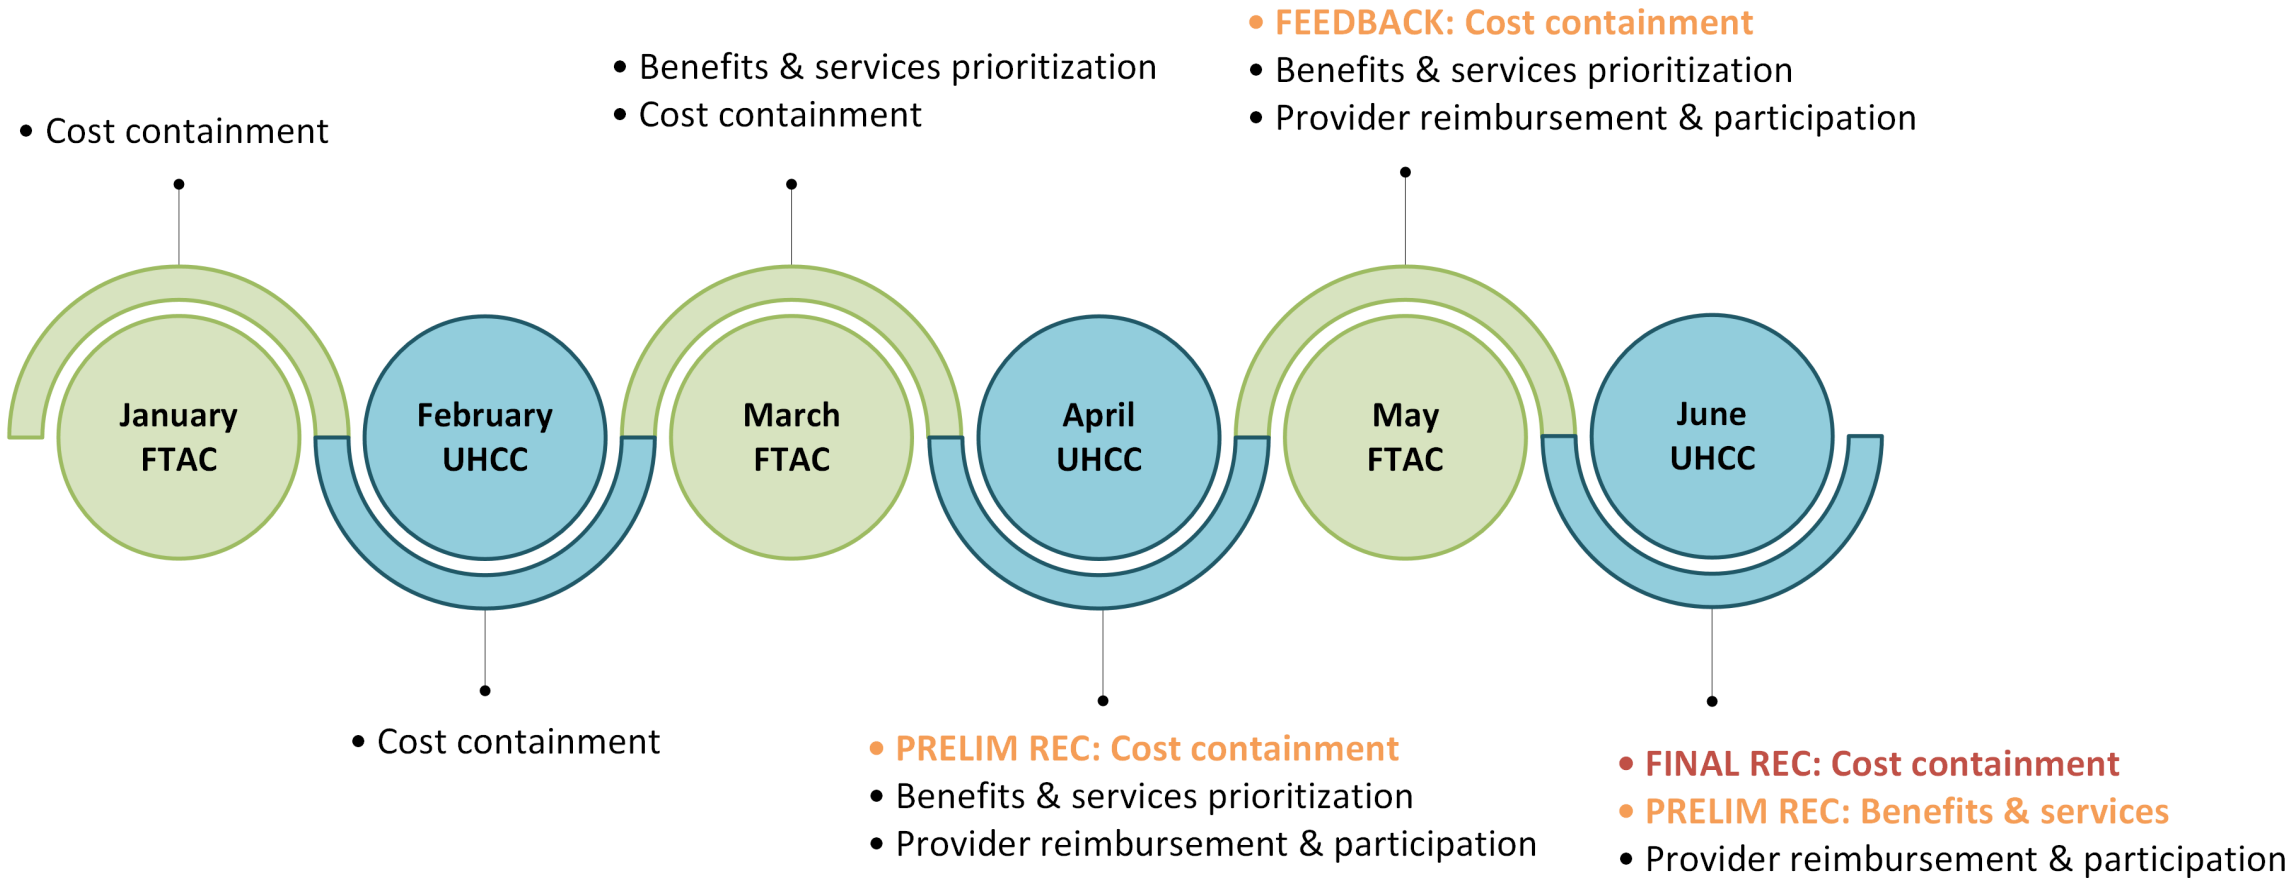 • Cost containment
January
FTAC
February
UHCC
• Cost containment
• Benefits & services prioritization
• Cost containment
March
FTAC
April
UHCC
• PRELIM REC: Cost containment
• Benefits & services prioritization
• Provider reimbursement & participation
• FEEDBACK: Cost containment
• Benefits & services prioritization
• Provider reimbursement & participation
May
FTAC
June
UHCC
• FINAL REC: Cost containment
• PRELIM REC: Benefits & services
• Provider reimbursement & participation